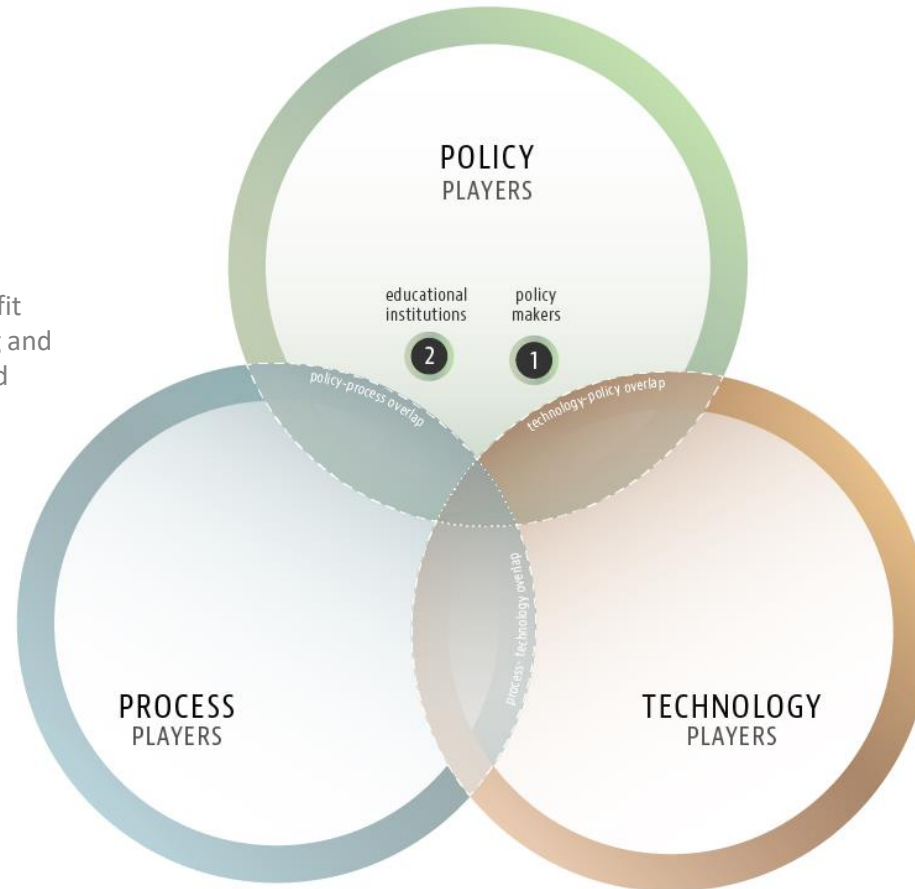 POLICY
PLAYERS
fit
and
d
educational
institutions
policy
makers
2
1
policy-process overlap
technology-policy overlap
process- technology overlap
PROCESS
PLAYERS
TECHNOLOGY
PLAYERS